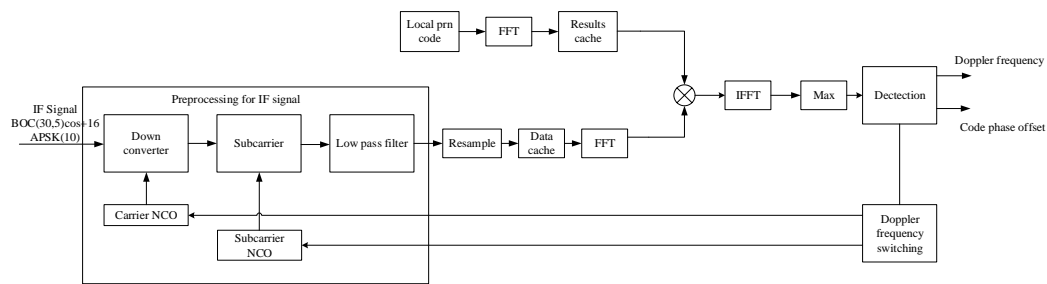 Local prn
code
FFT
Results
cache
Doppler frequency
IFFT
Max
Dectection
Code phase offset
Preprocessing for IF signal
IF Signal
BOC(30,5)cos+16
APSK(10)
Down
converter
Subcarrier
Low pass filter
Resample
Data
cache
FFT
Carrier NCO
Subcarrier
NCO
Doppler
frequency
switching